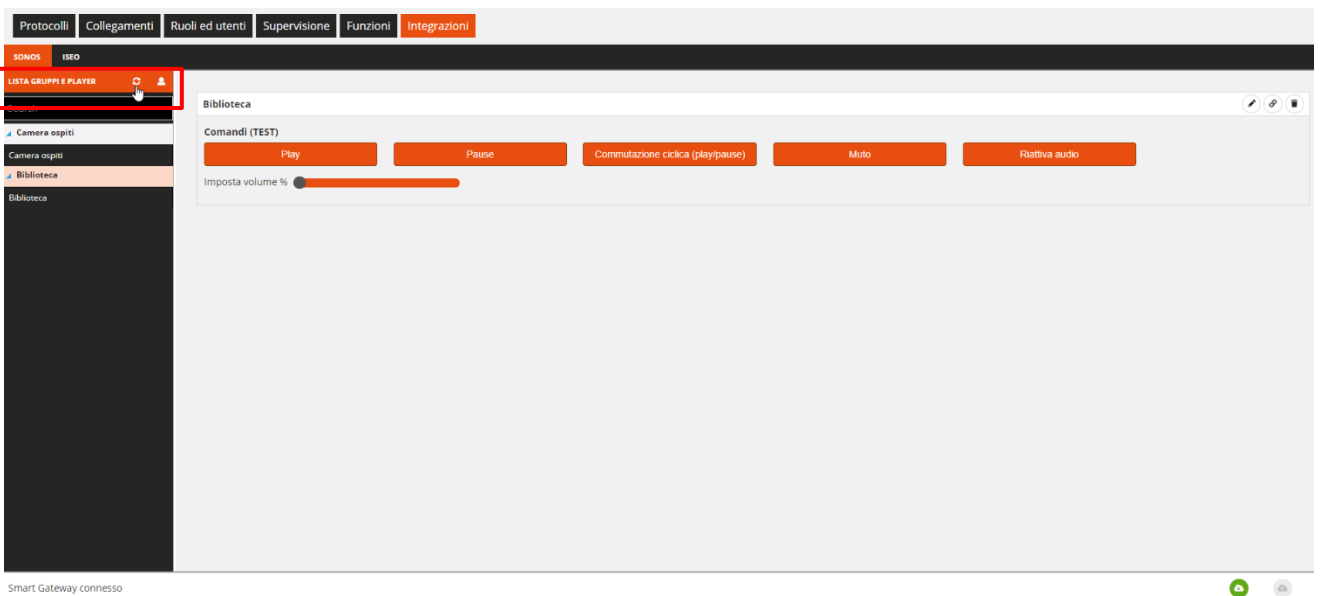 Protocolli Collegamenti Ruoli ed utenti Supervisione Funzioni Integrazioni
SONOS ISEO
LISTA GRUPPI E PLAYER
Search
Camera ospiti
Camera ospiti
Biblioteca
Biblioteca
Biblioteca
Comandi (TEST)
Play Pause Commutazione ciclica (play/pause) Muto Riattiva audio
Imposta volume %
Smart Gateway connesso